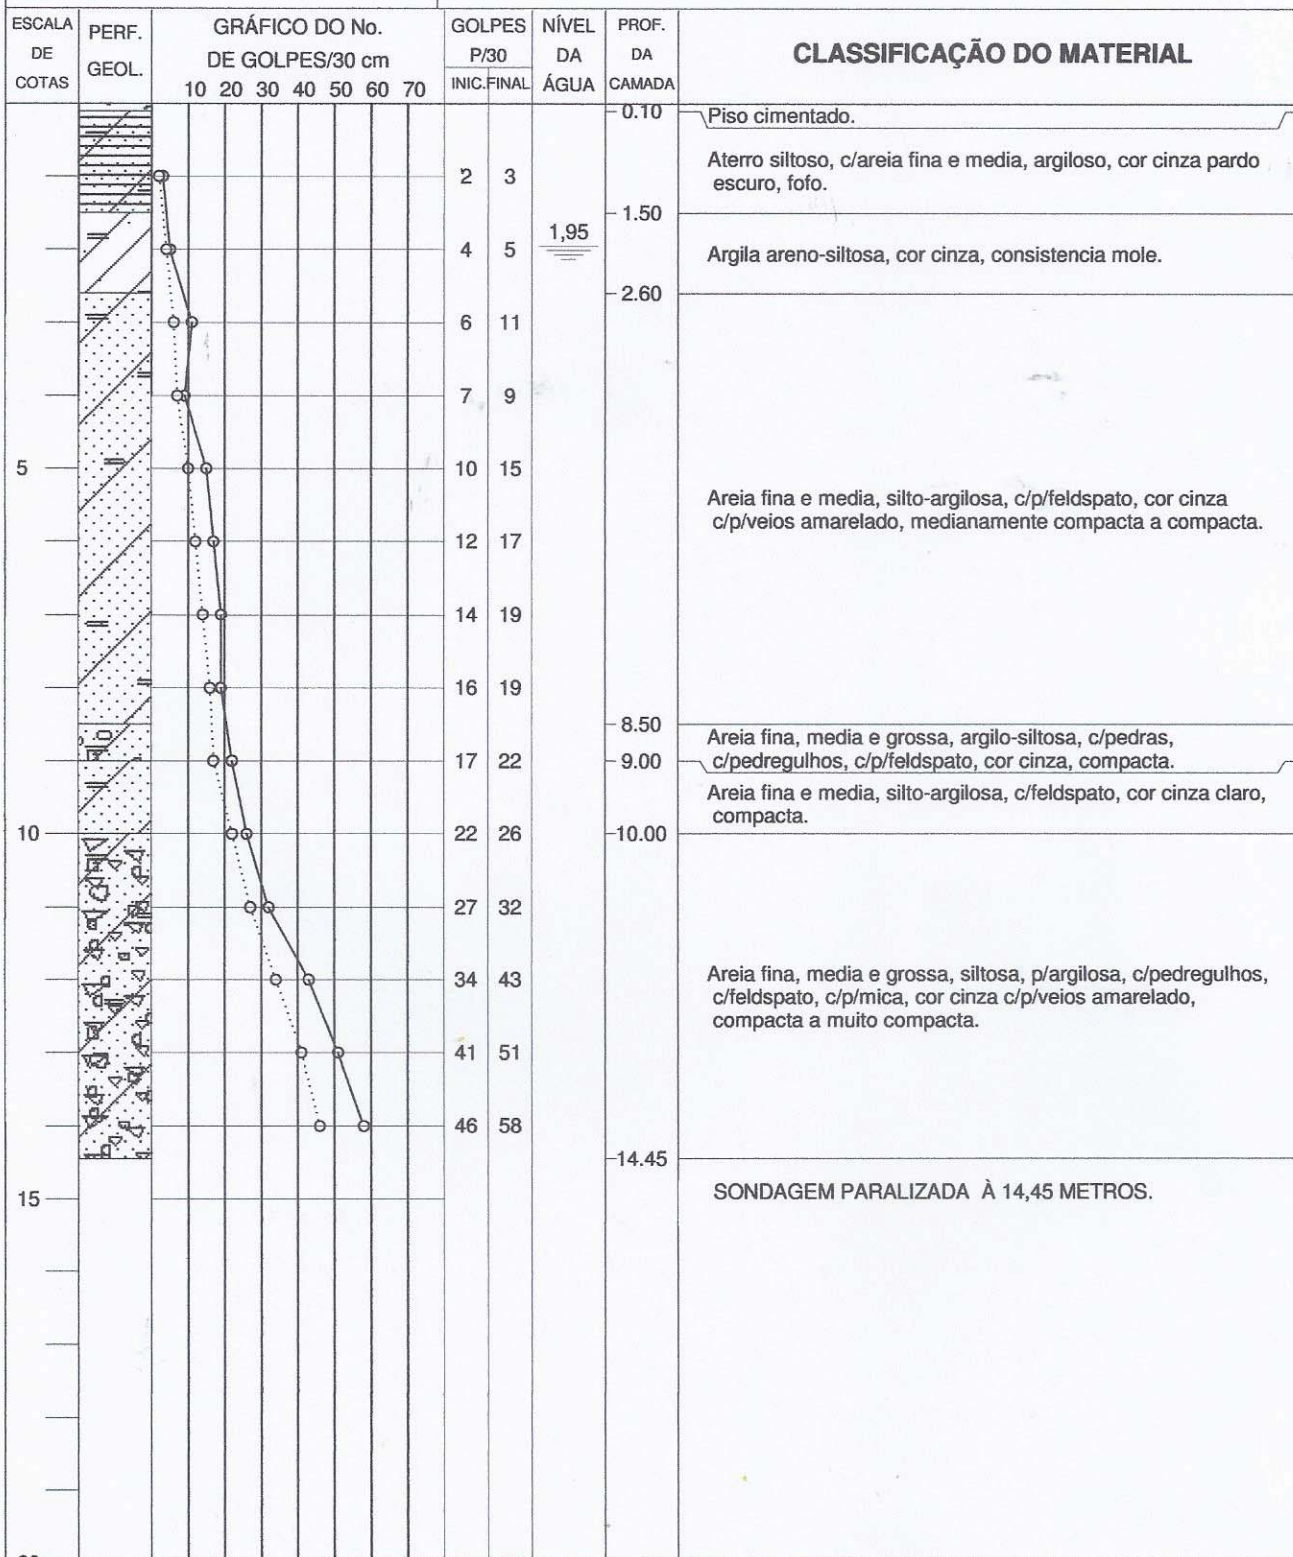 ESCALA
DE
COTAS
PERF.
GEOL.
GRÁFICO DO No.
DE GOLPES/30 cm
10 20 30 40 50 60 70
GOLPES
P/30
INIC. FINAL
NÍVEL
DA
ÁGUA
PROF.
DA
CAMADA
CLASSIFICAÇÃO DO MATERIAL
0.10
Piso cimentado.
Aterro siltoso, c/areia fina e media, argiloso, cor cinza pardo
escuro, fofo.
2 3
1.50
1,95
4 5
Argila areno-siltosa, cor cinza, consistencia mole.
2.60
6 11
7 9
5
10 15
Areia fina e media, silto-argilosa, c/p/feldspato, cor cinza
c/p/veios amarelado, medianamente compacta a compacta.
12 17
14 19
16 19
8.50
Areia fina, media e grossa, argilo-siltosa, c/pedras,
c/pedregulhos, c/p/feldspato, cor cinza, compacta.
17 22
9.00
Areia fina e media, silto-argilosa, c/feldspato, cor cinza claro,
compacta.
10
22 26
10.00
27 32
34 43
Areia fina, media e grossa, siltosa, p/argilosa, c/pedregulhos,
c/feldspato, c/p/mica, cor cinza c/p/veios amarelado,
compacta a muito compacta.
41 51
46 58
14.45
15
SONDAGEM PARALIZADA À 14,45 METROS.